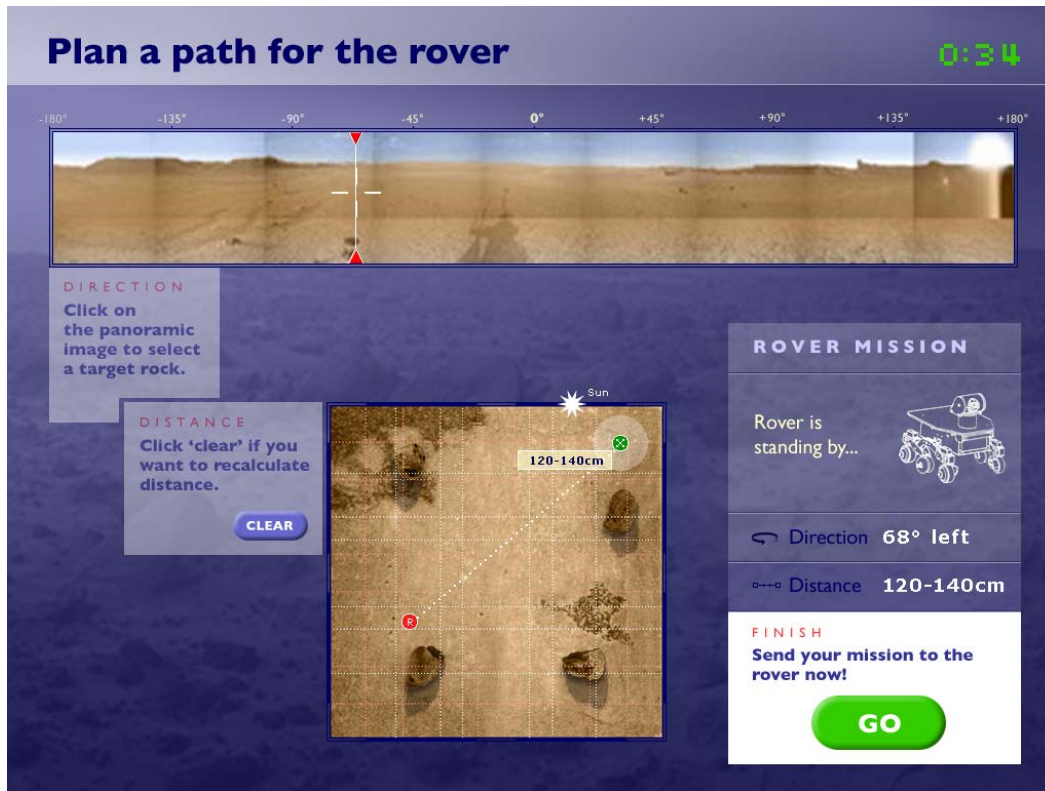 Plan a path for the rover
0:34
-180° -135° -90° -45° 0° +45° +90° +135° +180°
DIRECTION
Click on
the panoramic
image to select
a target rock.
DISTANCE
Click ‘clear’ if you
want to recalculate
distance.
CLEAR
Sun
120-140cm
R
ROVER MISSION
Rover is
standing by...
Direction 68° left
Distance 120-140cm
FINISH
Send your mission to the
rover now!
GO